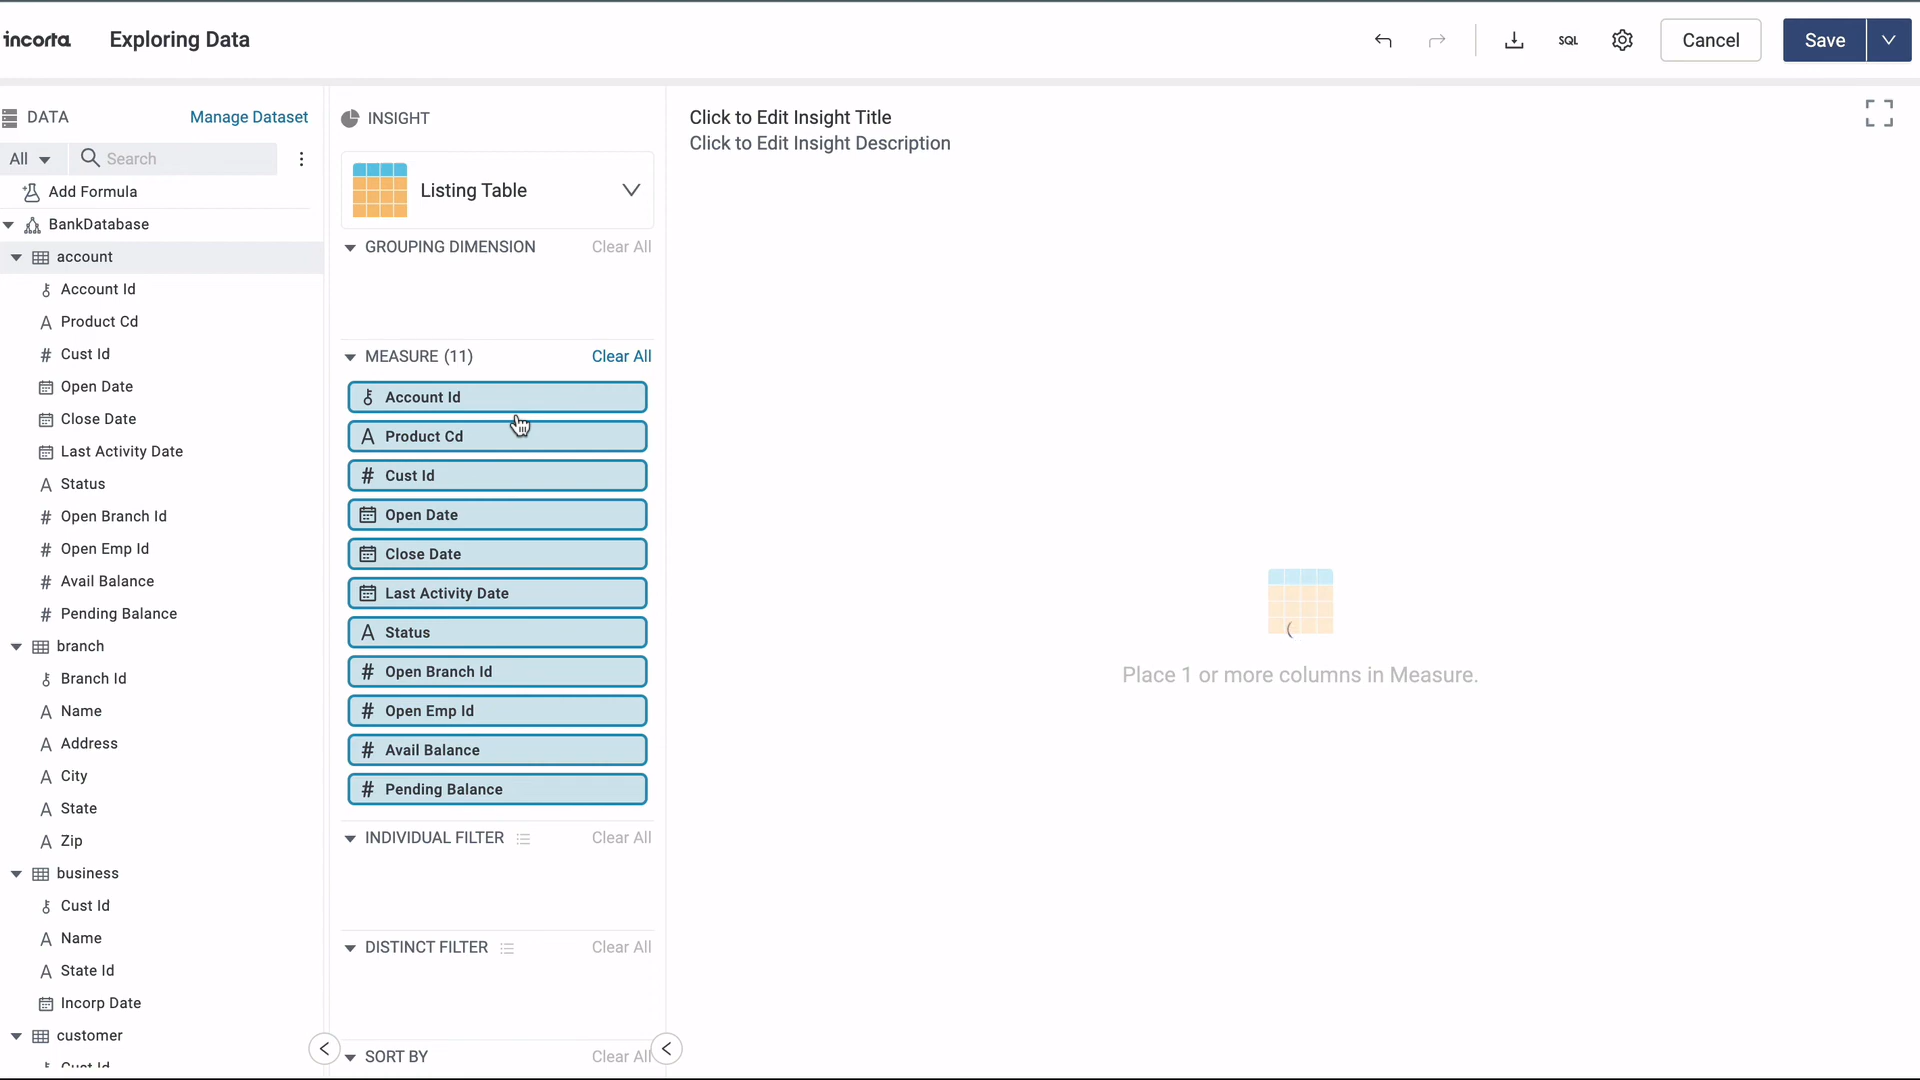 incorta
Exploring Data
SQL
Cancel
Save
DATA
Manage Dataset
All
Search
Add Formula
BankDatabase
account
Account Id
Product Cd
Cust Id
Open Date
Close Date
Last Activity Date
Status
Open Branch Id
Open Emp Id
Avail Balance
Pending Balance
branch
Branch Id
Name
Address
City
State
Zip
business
Cust Id
Name
State Id
Incorp Date
customer
Cust Id
INSIGHT
Listing Table
GROUPING DIMENSION Clear All
MEASURE (11) Clear All
Account Id
Product Cd
Cust Id
Open Date
Close Date
Last Activity Date
Status
Open Branch Id
Open Emp Id
Avail Balance
Pending Balance
INDIVIDUAL FILTER Clear All
DISTINCT FILTER Clear All
SORT BY Clear All
Click to Edit Insight Title
Click to Edit Insight Description
Place 1 or more columns in Measure.